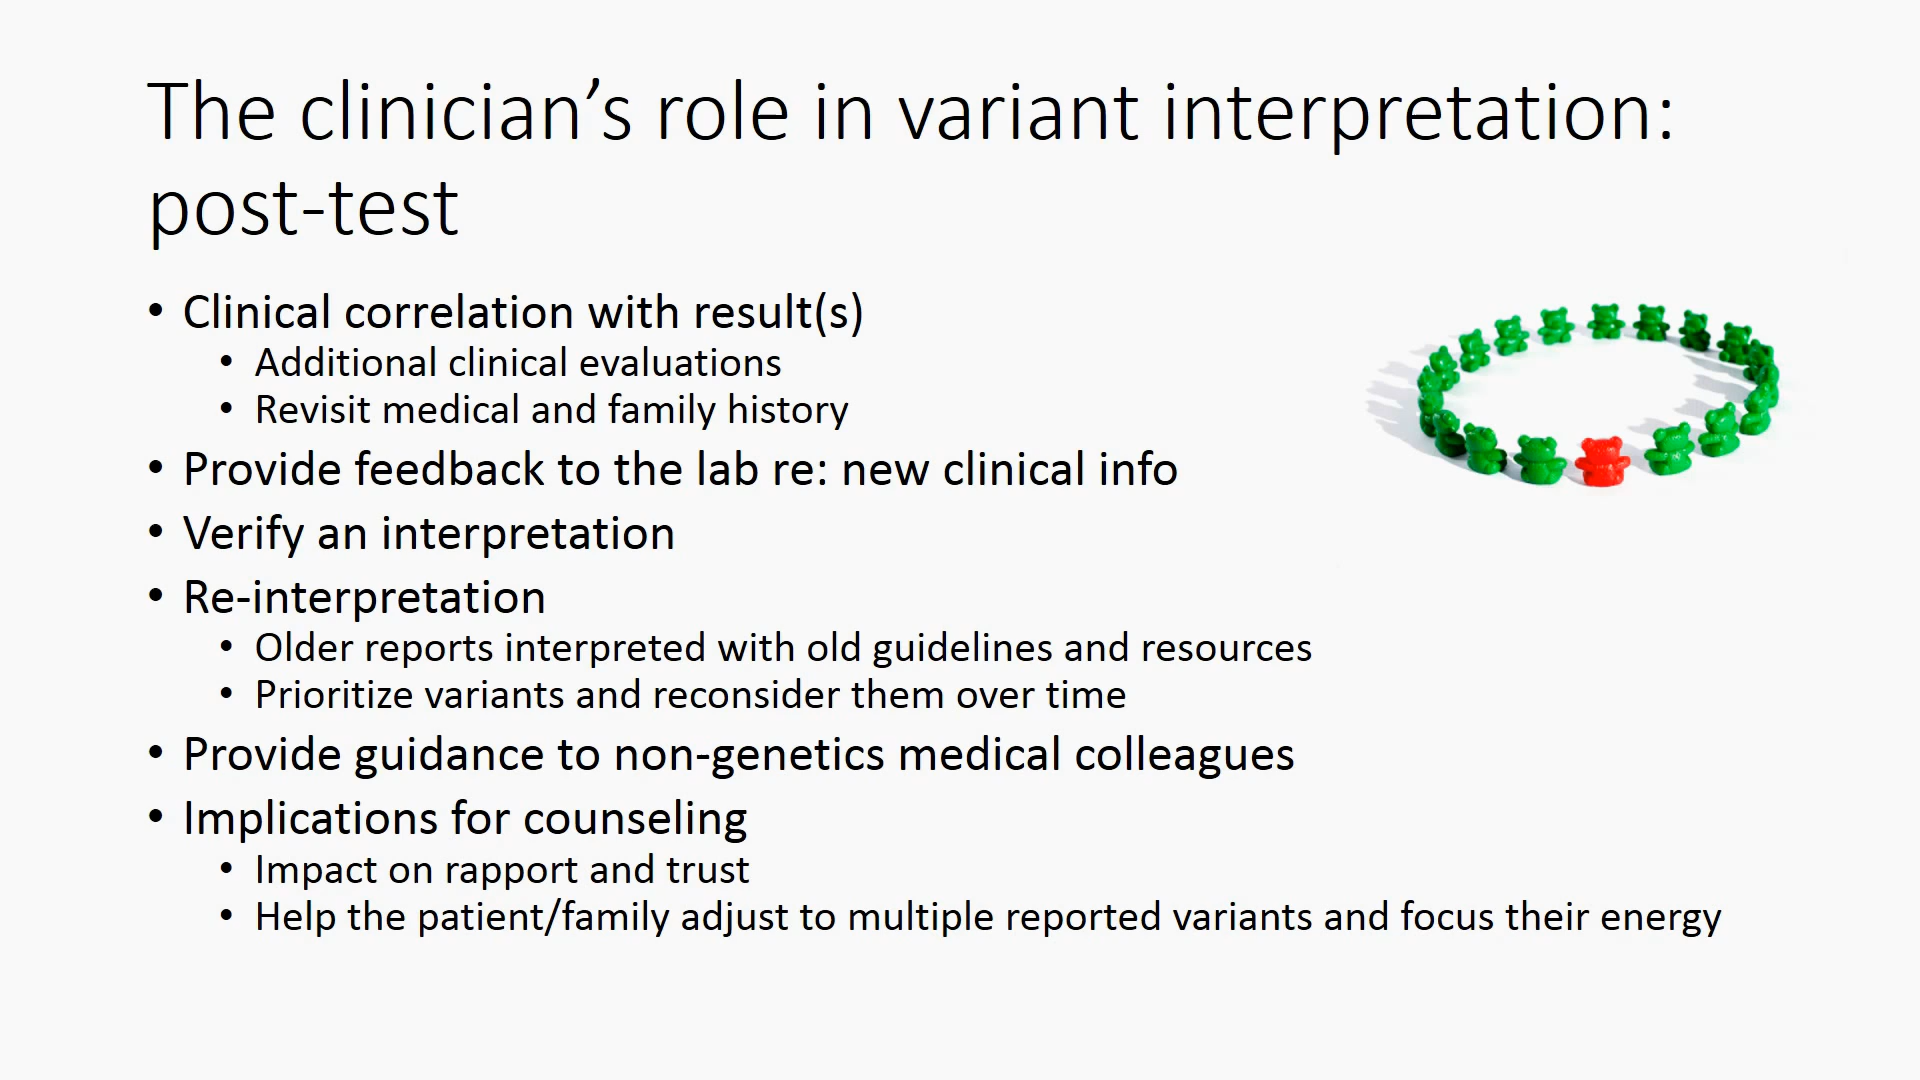 The clinician’s role in variant interpretation:
post-test
• Clinical correlation with result(s)
• Additional clinical evaluations
• Revisit medical and family history
• Provide feedback to the lab re: new clinical info
• Verify an interpretation
• Re-interpretation
• Older reports interpreted with old guidelines and resources
• Prioritize variants and reconsider them over time
• Provide guidance to non-genetics medical colleagues
• Implications for counseling
• Impact on rapport and trust
• Help the patient/family adjust to multiple reported variants and focus their energy